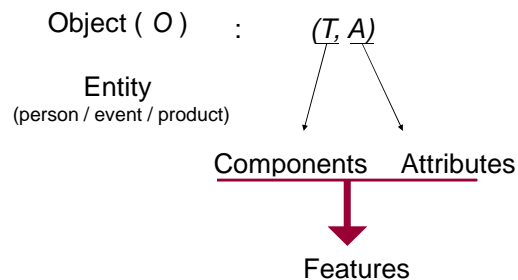 Object ( O ) : (T, A)
Entity
(person / event / product)
Components Attributes
Features